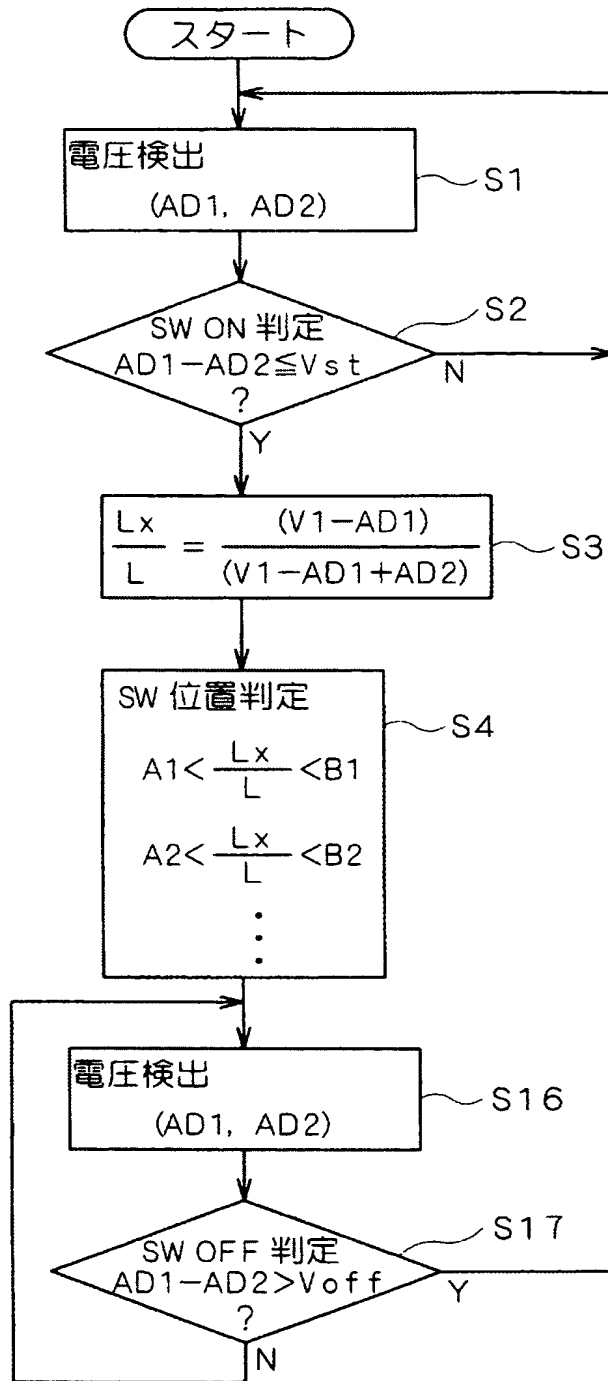 スタート
電圧検出
(AD1, AD2)
S1
SW ON 判定
AD1−AD2≦Vst
?
S2
N
Y
Lx/L = (V1−AD1)/(V1−AD1+AD2)
S3
SW 位置判定
A1< Lx/L <B1
A2< Lx/L <B2
S4
電圧検出
(AD1, AD2)
S16
SW OFF 判定
AD1−AD2>Voff
?
S17
Y
N